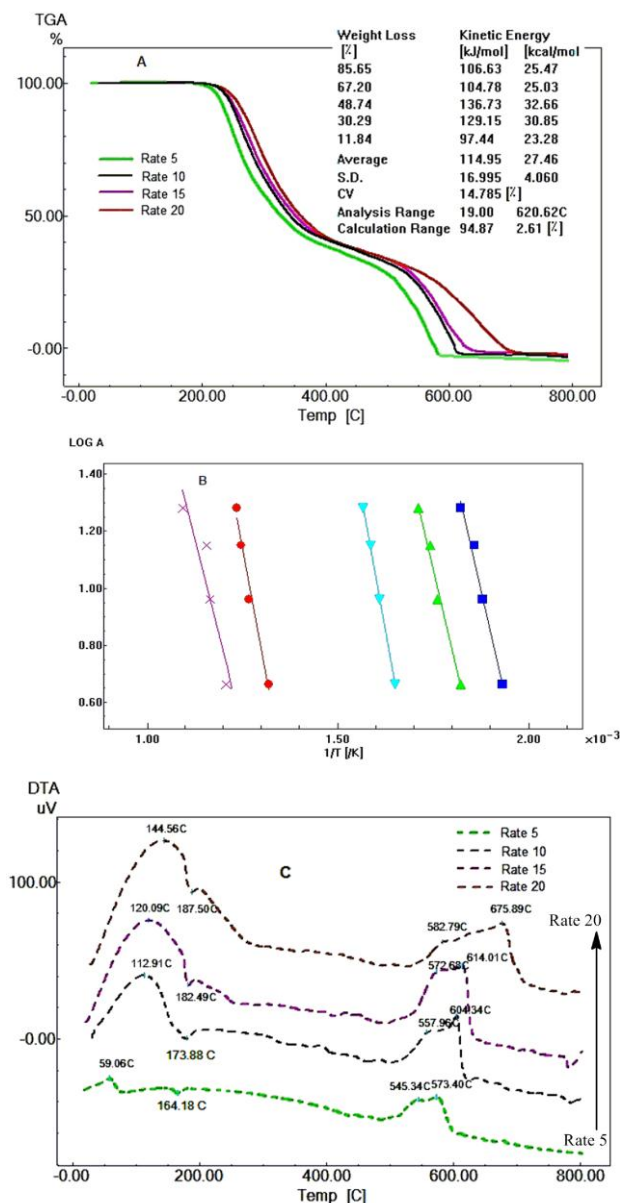 TGA
%
A
Weight Loss Kinetic Energy
[%] [kJ/mol] [kcal/mol]
85.65 106.63 25.47
67.20 104.78 25.03
48.74 136.73 32.66
30.29 129.15 30.85
11.84 97.44 23.28
Average 114.95 27.46
S.D. 16.995 4.060
CV 14.785 [%]
Analysis Range 19.00 620.62C
Calculation Range 94.87 2.61 [%]
100.00
50.00
-0.00
Rate 5
Rate 10
Rate 15
Rate 20
-0.00 200.00 400.00 600.00 800.00
Temp [C]
LOG A
B
1.40
1.20
1.00
0.80
0.60
1.00 1.50 2.00 ×10⁻³
1/T [/K]
DTA
uV
C
Rate 5
Rate 10
Rate 15
Rate 20
100.00
-0.00
144.56C
187.50C
582.79C
675.89C
120.09C
182.49C
572.68C
614.01C
112.91C
173.88 C
557.96C
604.34C
59.06C
164.18 C
545.34C
573.40C
Rate 20
Rate 5
0.00 200.00 400.00 600.00 800.00
Temp [C]